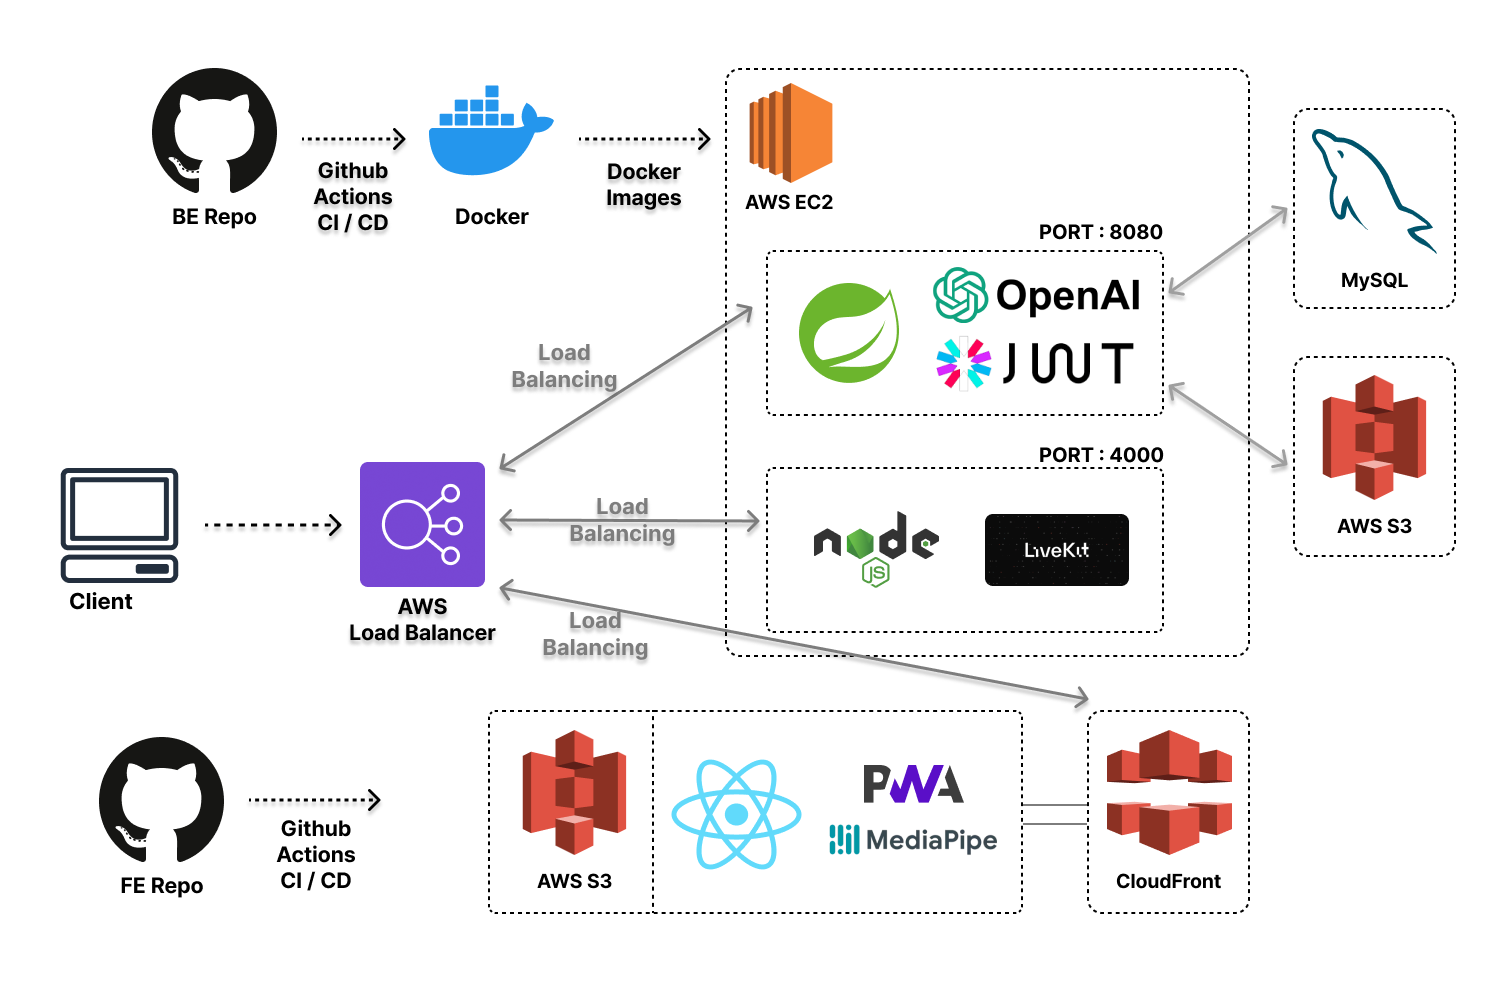 BE Repo
Github
Actions
CI / CD
Docker
Docker
Images
AWS EC2
PORT : 8080
OpenAI
JWT
MySQL
Load
Balancing
PORT : 4000
node
JS
LiveKit
AWS S3
Load
Balancing
Client
AWS
Load Balancer
Load
Balancing
FE Repo
Github
Actions
CI / CD
AWS S3
PWA
MediaPipe
CloudFront